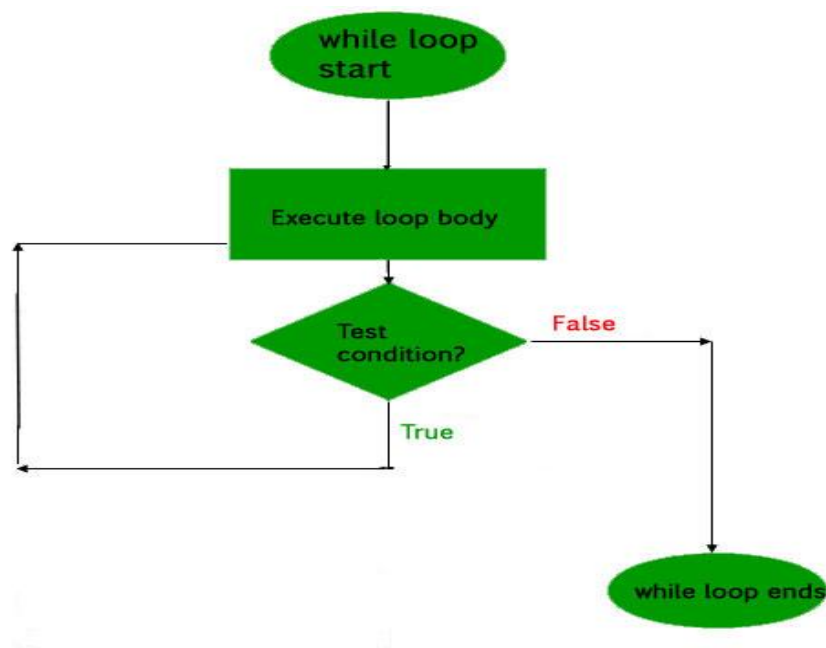 while loop
start
Execute loop body
Test
condition?
False
True
while loop ends